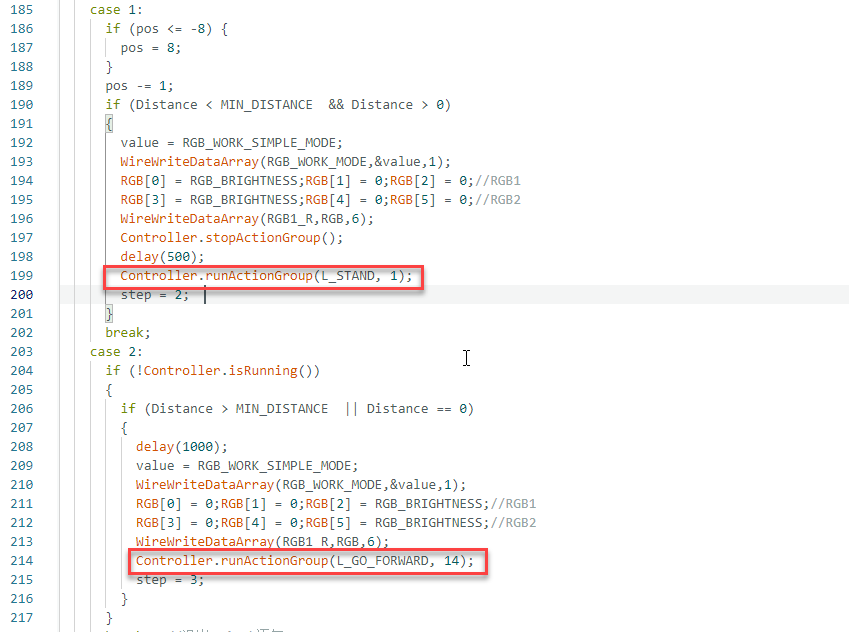 185 case 1:
186 if (pos <= -8) {
187 pos = 8;
188 }
189 pos -= 1;
190 if (Distance < MIN_DISTANCE  && Distance > 0)
191 {
192 value = RGB_WORK_SIMPLE_MODE;
193 WireWriteDataArray(RGB_WORK_MODE,&value,1);
194 RGB[0] = RGB_BRIGHTNESS;RGB[1] = 0;RGB[2] = 0;//RGB1
195 RGB[3] = RGB_BRIGHTNESS;RGB[4] = 0;RGB[5] = 0;//RGB2
196 WireWriteDataArray(RGB1_R,RGB,6);
197 Controller.stopActionGroup();
198 delay(500);
199 Controller.runActionGroup(L_STAND, 1);
200 step = 2;
201 }
202 break;
203 case 2:
204 if (!Controller.isRunning())
205 {
206 if (Distance > MIN_DISTANCE  || Distance == 0)
207 {
208 delay(1000);
209 value = RGB_WORK_SIMPLE_MODE;
210 WireWriteDataArray(RGB_WORK_MODE,&value,1);
211 RGB[0] = 0;RGB[1] = 0;RGB[2] = RGB_BRIGHTNESS;//RGB1
212 RGB[3] = 0;RGB[4] = 0;RGB[5] = RGB_BRIGHTNESS;//RGB2
213 WireWriteDataArray(RGB1_R,RGB,6);
214 Controller.runActionGroup(L_GO_FORWARD, 14);
215 step = 3;
216 }
217 }